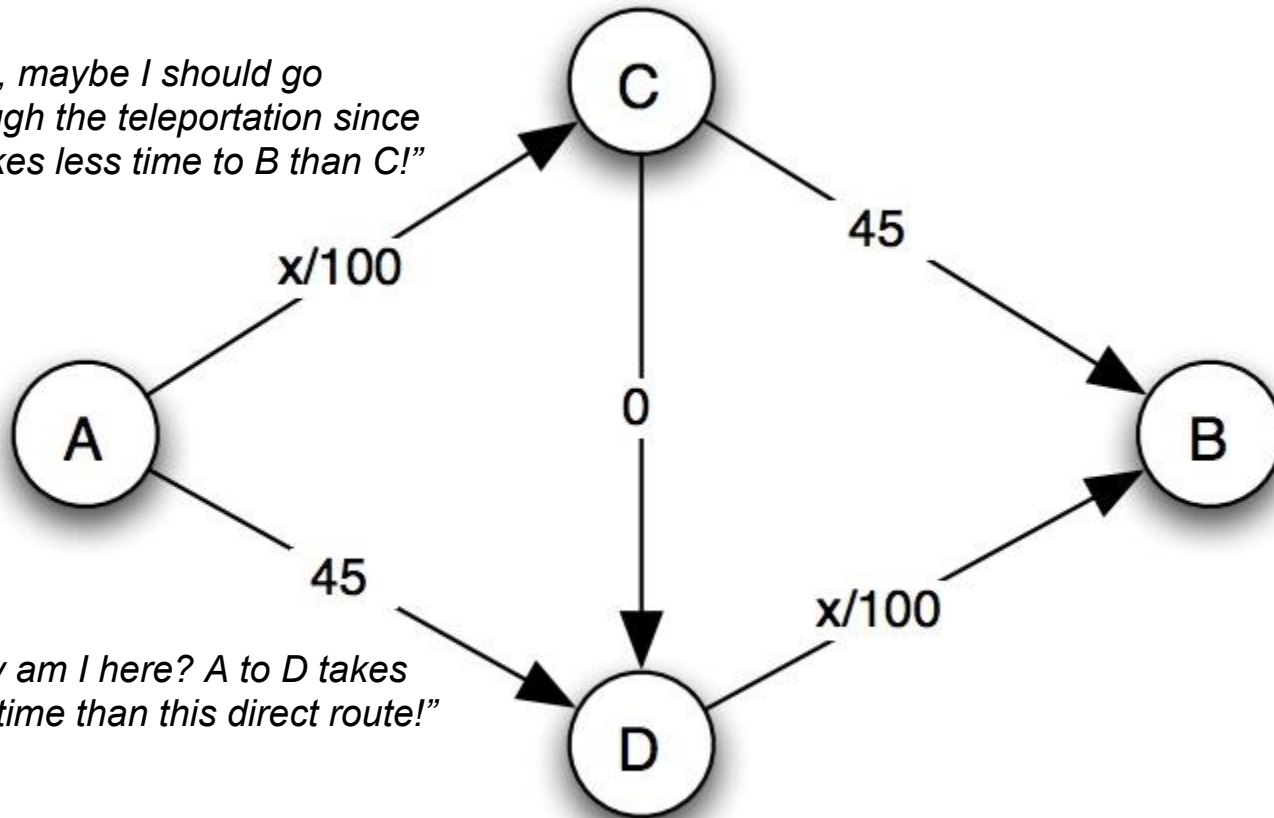 C
, maybe I should go
ugh the teleportation since
kes less time to B than C!”
45
x/100
0
A
B
45
x/100
y am I here? A to D takes
time than this direct route!”
D